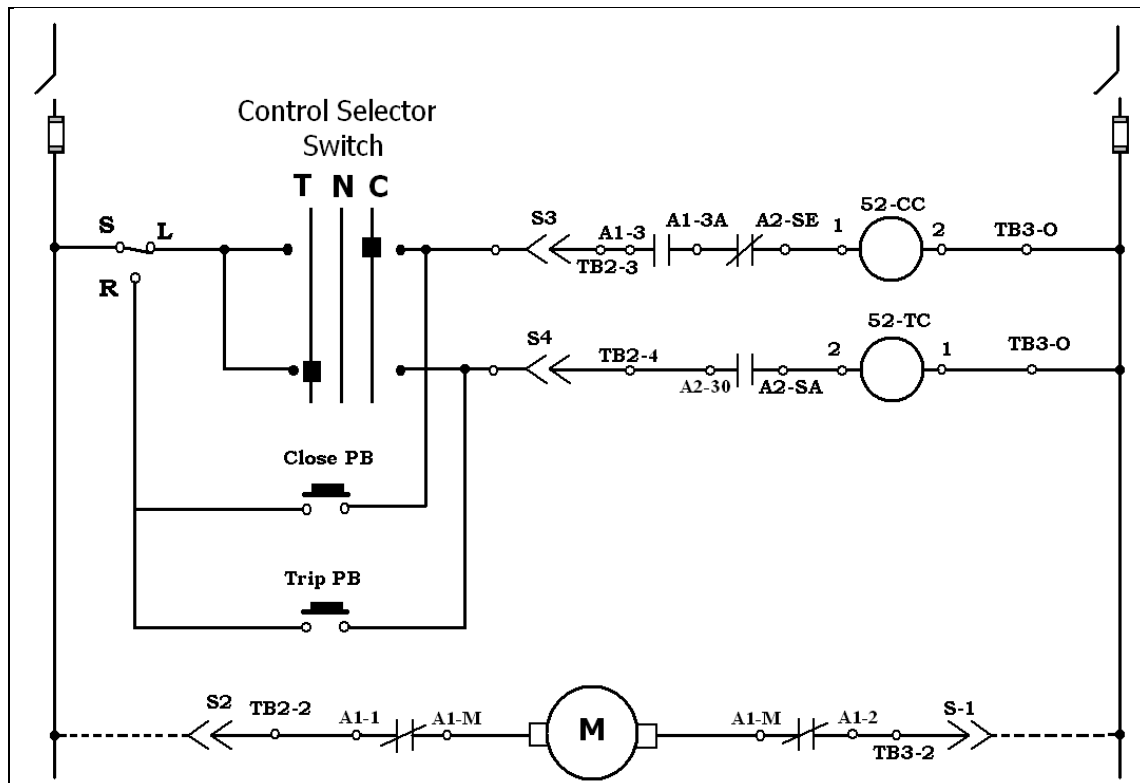 Control Selector
Switch
T N C
S L
R
S3 A1-3 A1-3A A2-SE 1 52-CC 2 TB3-O
TB2-3
S4 TB2-4 A2-30 A2-SA 2 52-TC 1 TB3-O
Close PB
Trip PB
S2 TB2-2 A1-1 A1-M M A1-M A1-2 S-1
TB3-2